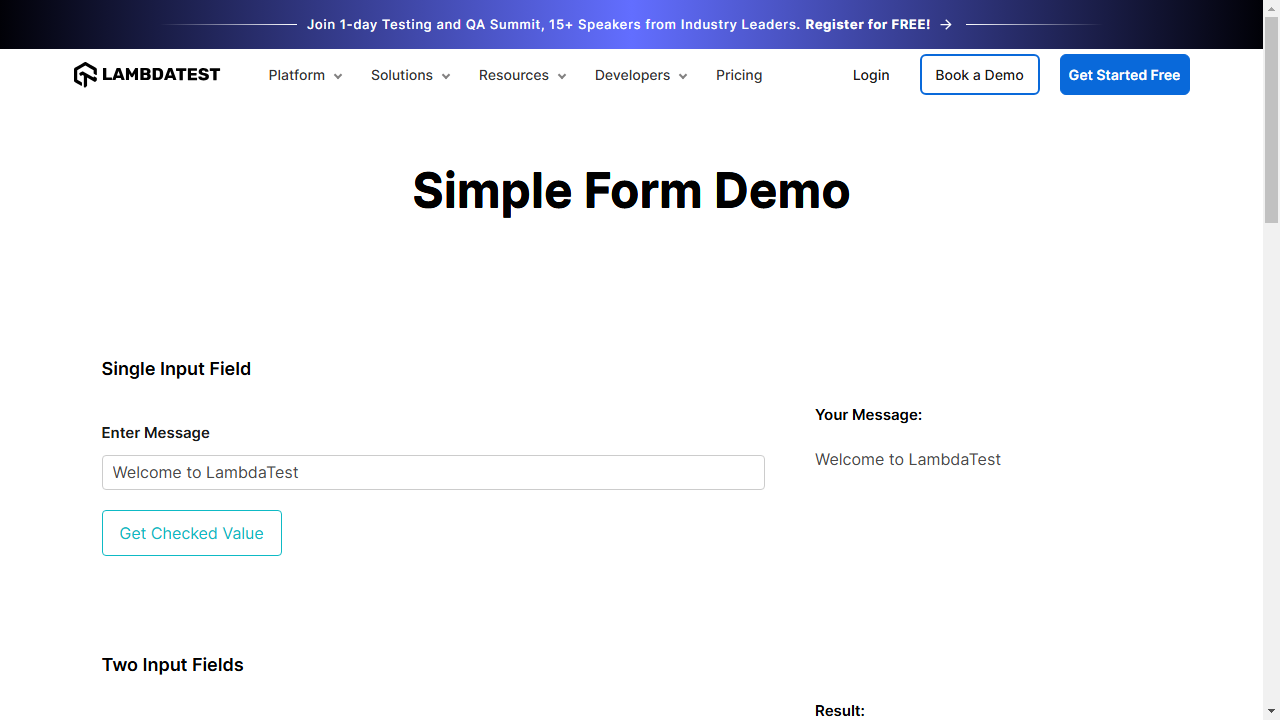 Join 1-day Testing and QA Summit, 15+ Speakers from Industry Leaders. Register for FREE! →
LAMBDATEST Platform Solutions Resources Developers Pricing Login Book a Demo Get Started Free
Simple Form Demo
Single Input Field
Your Message:
Enter Message
Welcome to LambdaTest
Welcome to LambdaTest
Get Checked Value
Two Input Fields
Result: